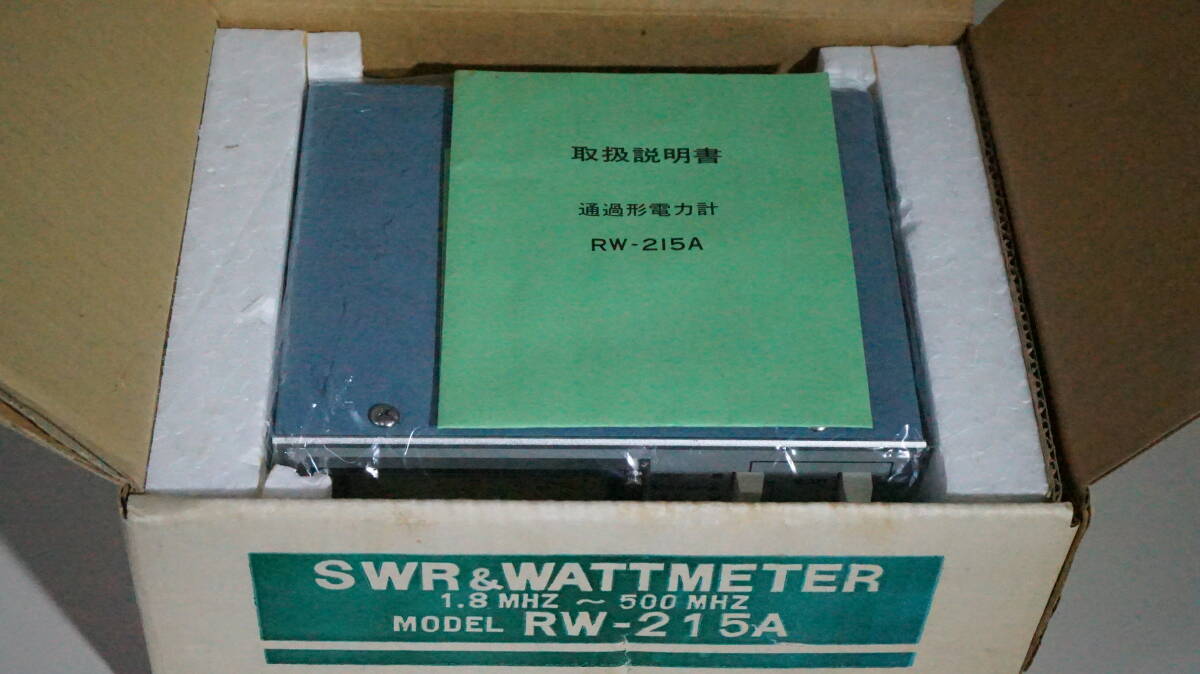 取扱説明書
通過形電力計
RW-215A
SWR&WATTMETER
1.8 MHZ ～ 500 MHZ
MODEL RW-215A